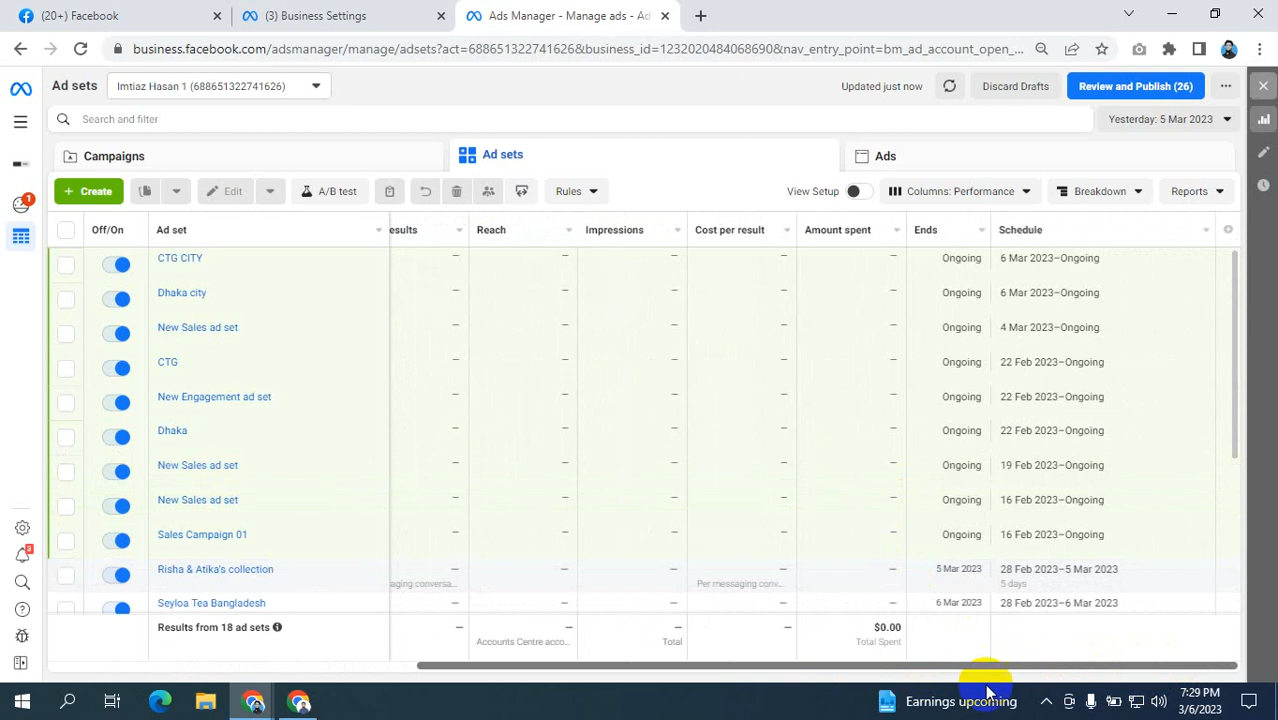 (20+) Facebook
(3) Business Settings
Ads Manager - Manage ads - Ad
business.facebook.com/adsmanager/manage/adsets?act=688651322741626&business_id=1232020484068690&nav_entry_point=bm_ad_account_open_...
Ad sets
Imtiaz Hasan 1 (688651322741626)
Updated just now
Discard Drafts
Review and Publish (26)
Search and filter
Yesterday: 5 Mar 2023
Campaigns
Ad sets
Ads
+ Create
Edit
A/B test
Rules
View Setup
Columns: Performance
Breakdown
Reports
1
Off/On Ad set esults Reach Impressions Cost per result Amount spent Ends Schedule
CTG CITY — — — — — Ongoing 6 Mar 2023–Ongoing
Dhaka city — — — — — Ongoing 6 Mar 2023–Ongoing
New Sales ad set — — — — — Ongoing 4 Mar 2023–Ongoing
CTG — — — — — Ongoing 22 Feb 2023–Ongoing
New Engagement ad set — — — — — Ongoing 22 Feb 2023–Ongoing
Dhaka — — — — — Ongoing 22 Feb 2023–Ongoing
New Sales ad set — — — — — Ongoing 19 Feb 2023–Ongoing
New Sales ad set — — — — — Ongoing 16 Feb 2023–Ongoing
Sales Campaign 01 — — — — — Ongoing 16 Feb 2023–Ongoing
Risha & Atika's collection — — — — — 5 Mar 2023 28 Feb 2023–5 Mar 2023
aging conversa... Per messaging conv... 5 days
Seyloa Tea Bangladesh — — — — — 6 Mar 2023 28 Feb 2023–6 Mar 2023
3
Results from 18 ad sets — — — — $0.00
Accounts Centre acco... Total Total Spent
Earnings upcoming
7:29 PM
3/6/2023